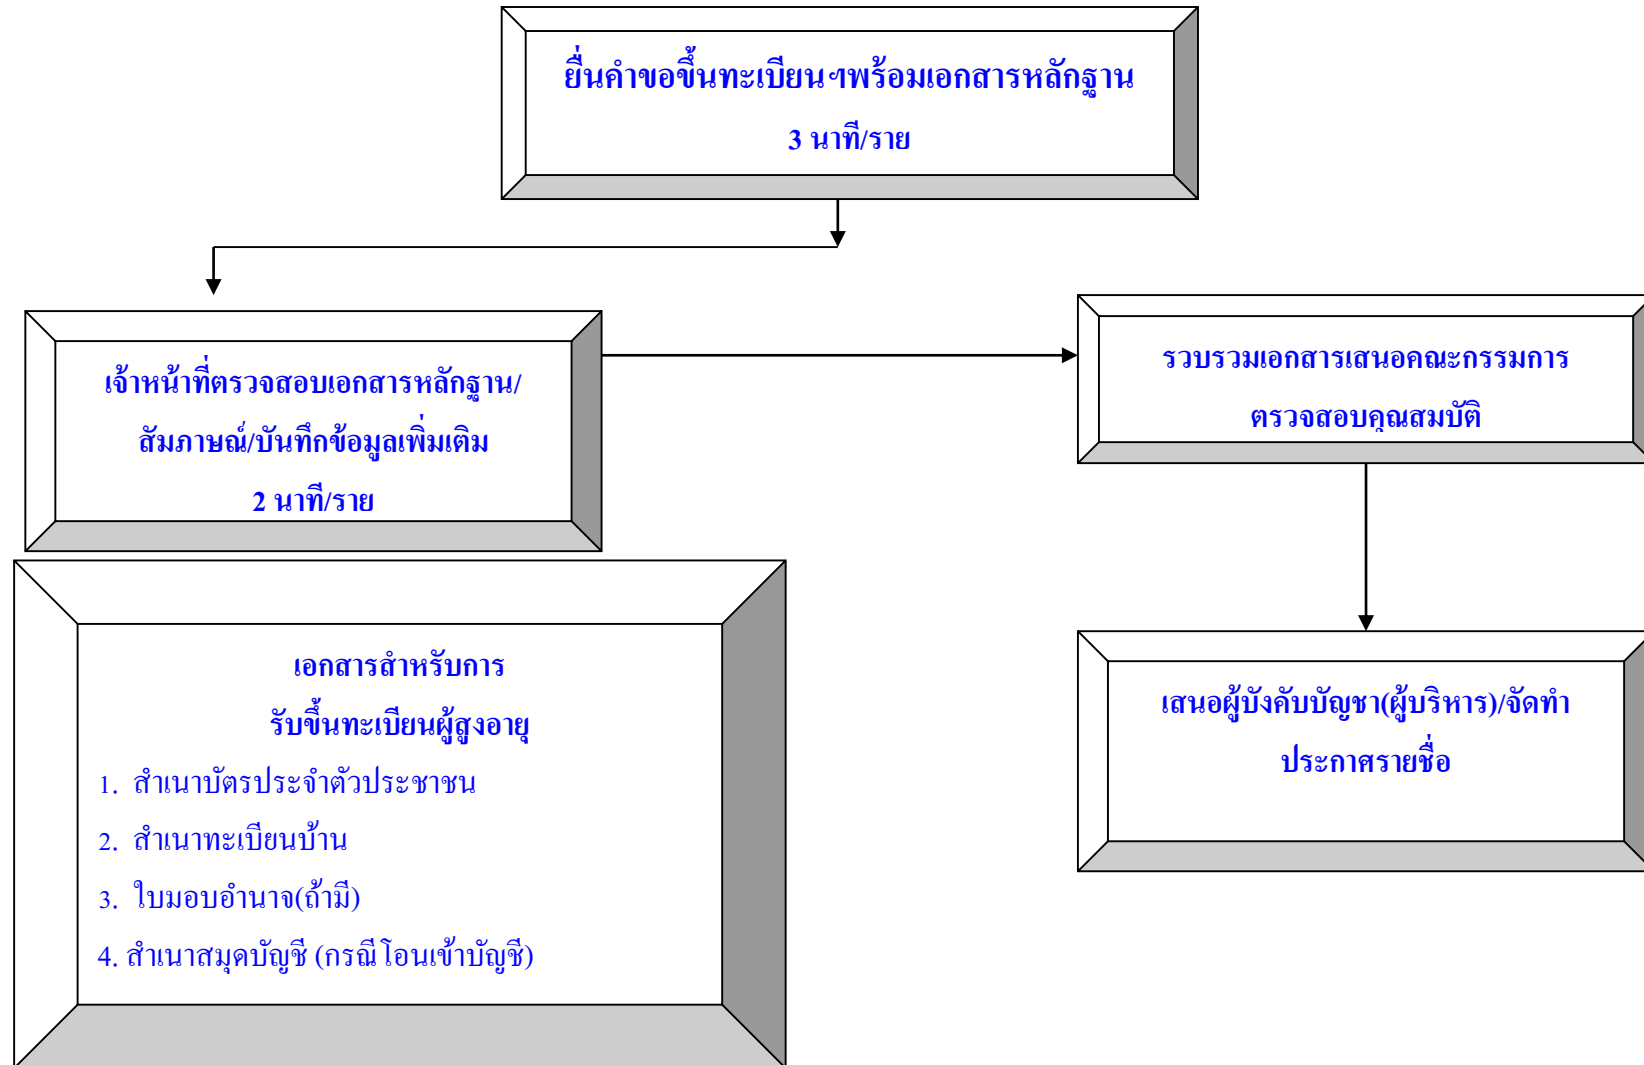 ยื่นคำขอขึ้นทะเบียนฯพร้อมเอกสารหลักฐาน
3 นาที/ราย
เจ้าหน้าที่ตรวจสอบเอกสารหลักฐาน/
สัมภาษณ์/บันทึกข้อมูลเพิ่มเติม
2 นาที/ราย
รวบรวมเอกสารเสนอคณะกรรมการ
ตรวจสอบคุณสมบัติ
เสนอผู้บังคับบัญชา(ผู้บริหาร)/จัดทำ
ประกาศรายชื่อ
เอกสารสำหรับการ
รับขึ้นทะเบียนผู้สูงอายุ
1. สำเนาบัตรประจำตัวประชาชน
2. สำเนาทะเบียนบ้าน
3. ใบมอบอำนาจ(ถ้ามี)
4. สำเนาสมุดบัญชี (กรณีโอนเข้าบัญชี)